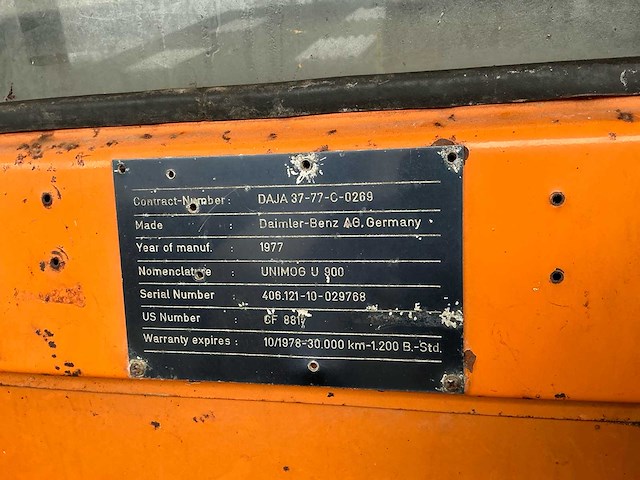 Contract-Number: DAJA 37-77-C-0269
Made : Daimler-Benz AG, Germany
Year of manuf. : 1977
Nomenclature : UNIMOG U 900
Serial Number : 406.121-10-029768
US Number : CF
Warranty expires : 10/1978=30.000 km-1.200 B.-Std.